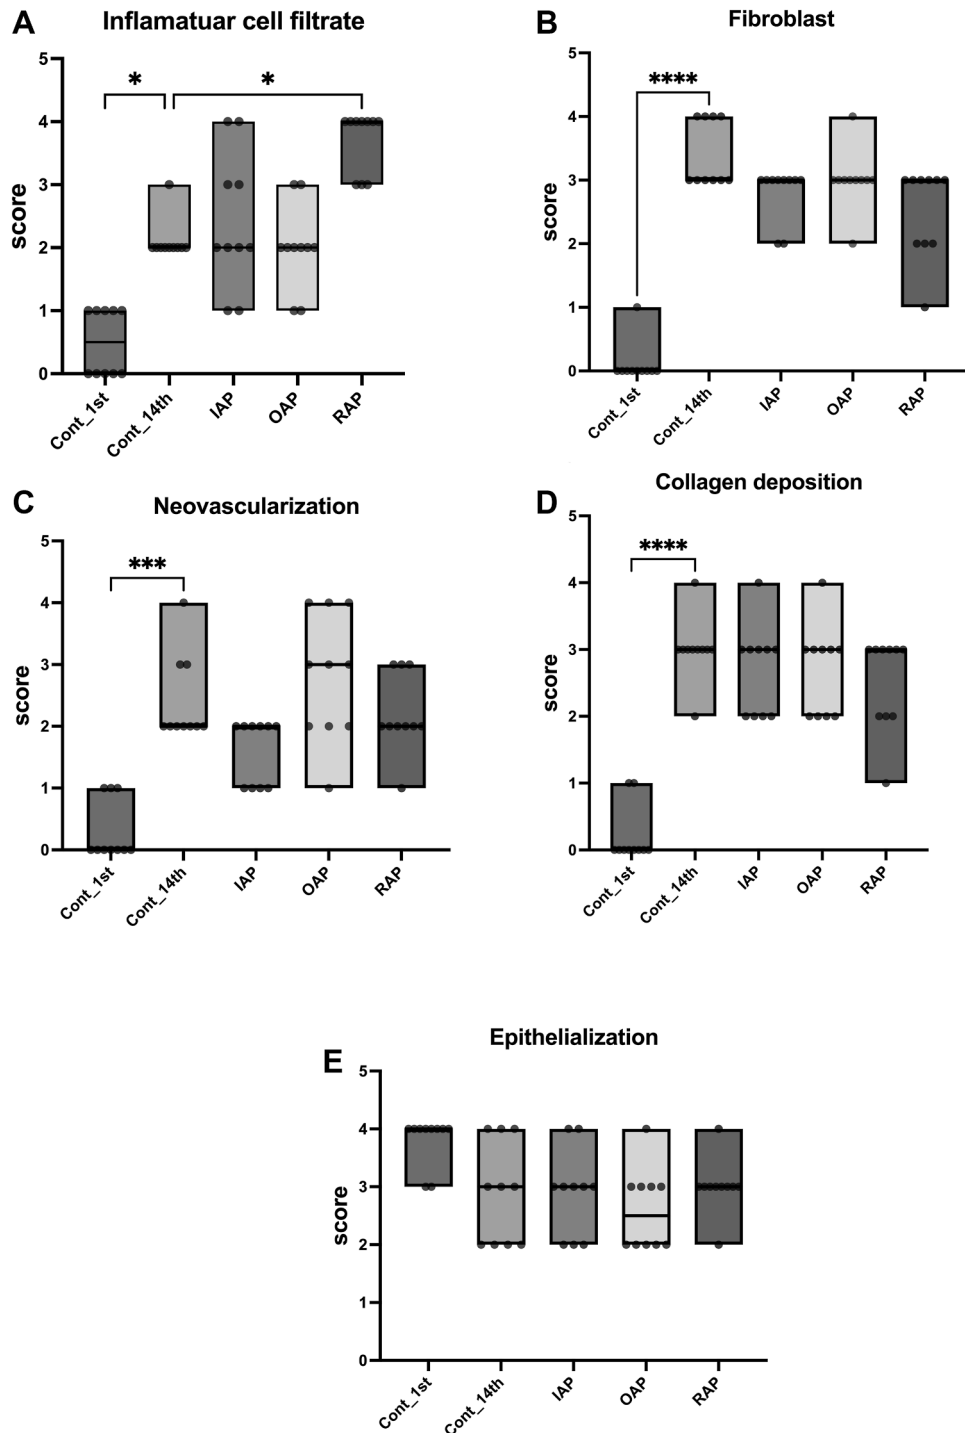 A
Inflamatuar cell filtrate
score
5
4
3
2
1
0
*
*
Cont_1st
Cont_14th
IAP
OAP
RAP
B
Fibroblast
score
5
4
3
2
1
0
****
Cont_1st
Cont_14th
IAP
OAP
RAP
C
Neovascularization
score
5
4
3
2
1
0
***
Cont_1st
Cont_14th
IAP
OAP
RAP
D
Collagen deposition
score
5
4
3
2
1
0
****
Cont_1st
Cont_14th
IAP
OAP
RAP
E
Epithelialization
score
5
4
3
2
1
0
Cont_1st
Cont_14th
IAP
OAP
RAP